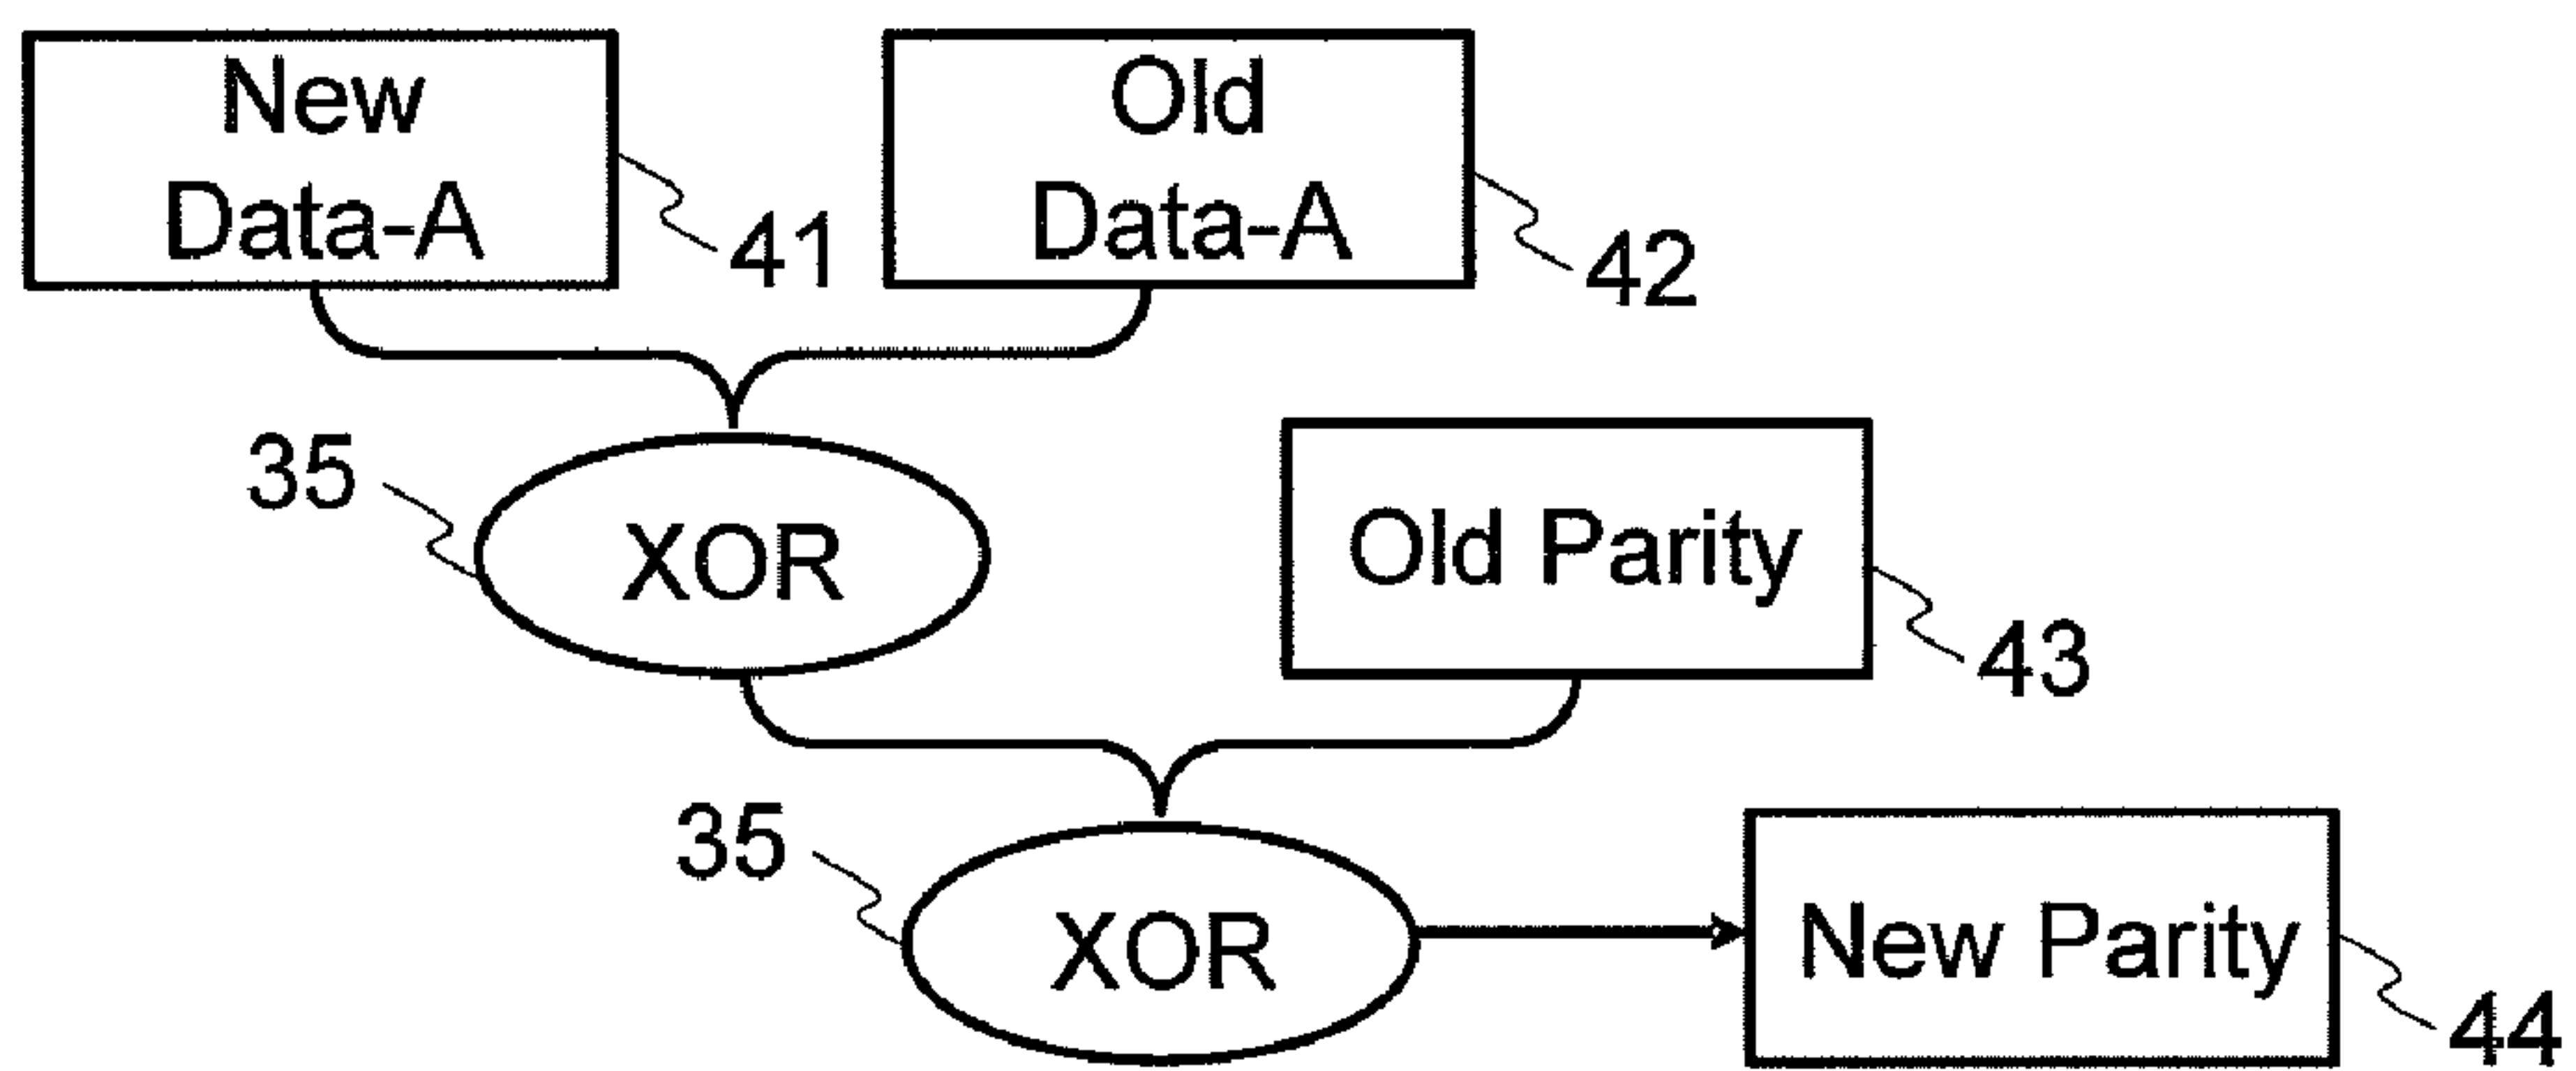 New
Data-A
41
Old
Data-A
42
35
XOR
Old Parity
43
35
XOR
New Parity
44